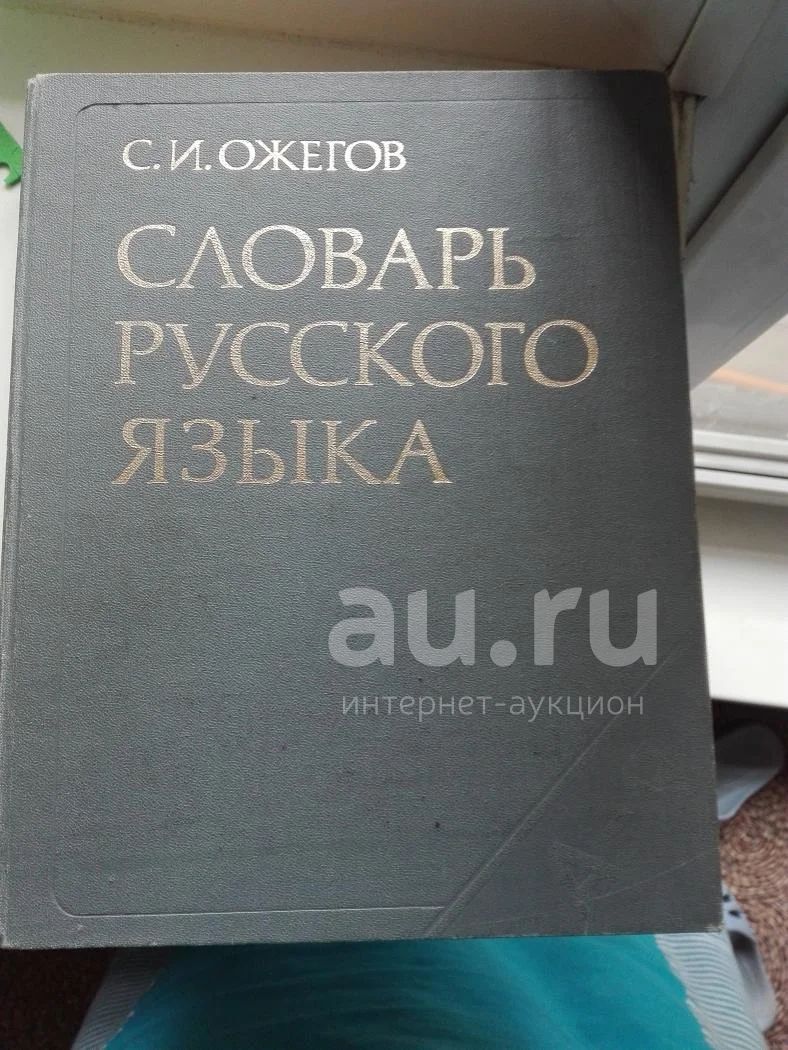 С. И. ОЖЕГОВ
СЛОВАРЬ
РУССКОГО
ЯЗЫКА
au.ru
интернет-аукцион